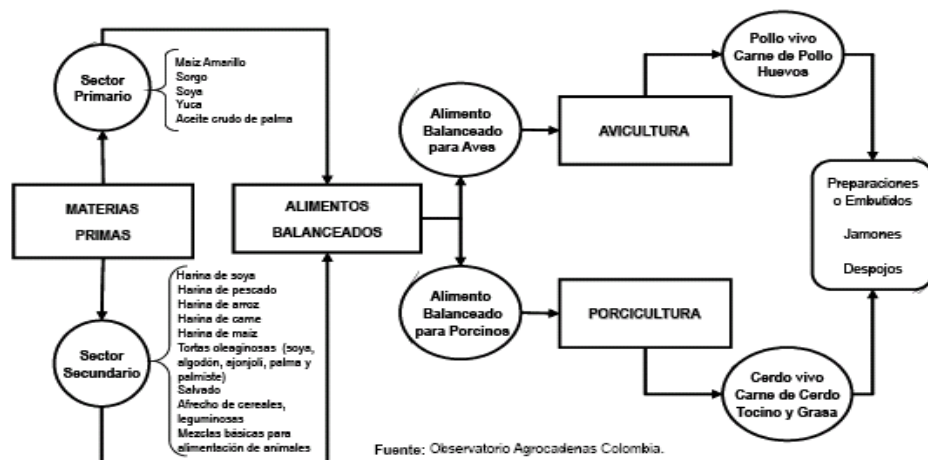 Sector
Primario
Maíz Amarillo
Sorgo
Soya
Yuca
Aceite crudo de palma
MATERIAS
PRIMAS
Sector
Secundario
Harina de soya
Harina de pescado
Harina de arroz
Harina de carne
Harina de maíz
Tortas oleaginosas (soya,
algodón, ajonjolí, palma y
palmiste)
Salvado
Afrecho de cereales,
leguminosas
Mezclas básicas para
alimentación de animales
ALIMENTOS
BALANCEADOS
Alimento
Balanceado
para Aves
Alimento
Balanceado
para Porcinos
AVICULTURA
PORCICULTURA
Pollo vivo
Carne de Pollo
Huevos
Cerdo vivo
Carne de Cerdo
Tocino y Grasa
Preparaciones
o Embutidos
Jamones
Despojos
Fuente: Observatorio Agrocadenas Colombia.